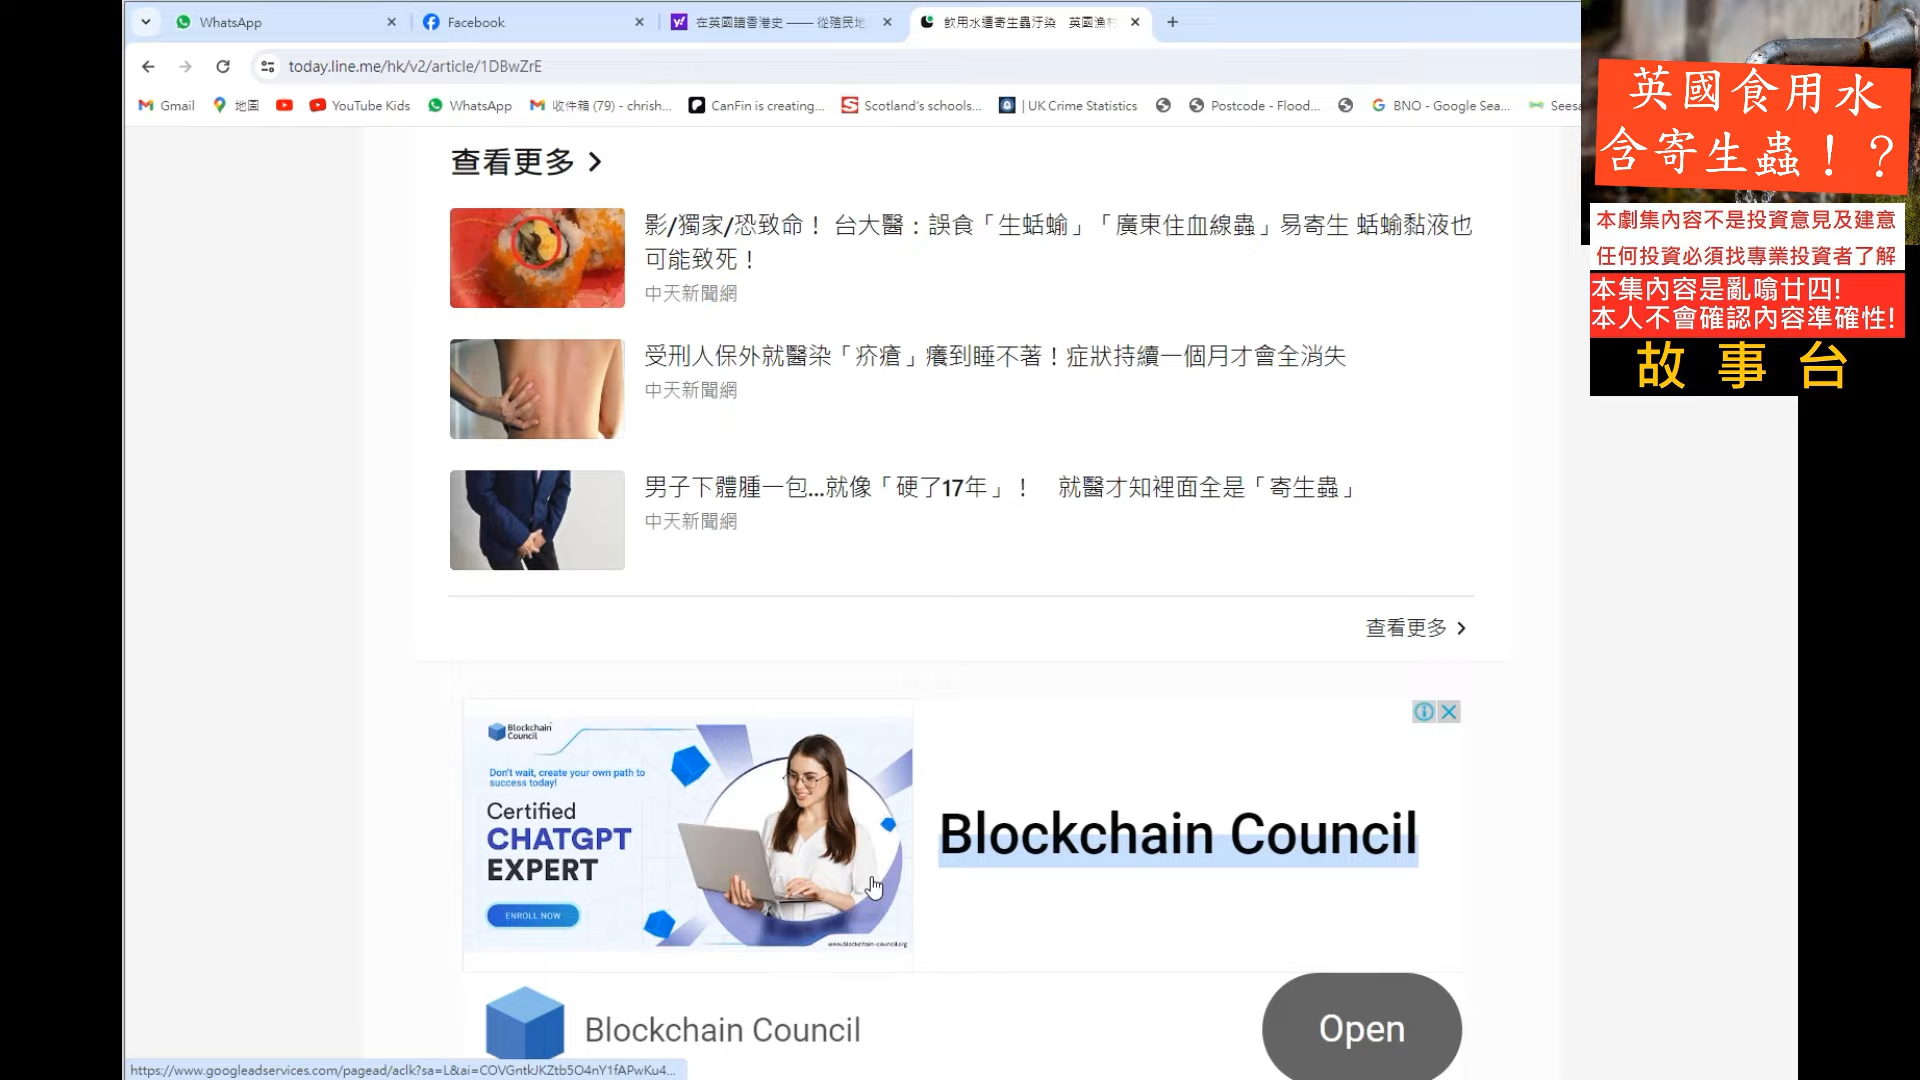 WhatsApp
Facebook
在英國讀香港史 —— 從殖民地
飲用水遭寄生蟲汙染 英國漁村
today.line.me/hk/v2/article/1DBwZrE
Gmail
地圖
YouTube Kids
WhatsApp
收件箱 (79) - chrish...
CanFin is creating...
Scotland's schools...
| UK Crime Statistics
Postcode - Flood...
BNO - Google Sea...
Seesa
查看更多
影/獨家/恐致命！ 台大醫：誤食「生蛞蝓」「廣東住血線蟲」易寄生 蛞蝓黏液也
可能致死！
中天新聞網
受刑人保外就醫染「疥瘡」癢到睡不著！症狀持續一個月才會全消失
中天新聞網
男子下體腫一包...就像「硬了17年」！ 就醫才知裡面全是「寄生蟲」
中天新聞網
查看更多
Blockchain
Council
Don't wait, create your own path to
success today!
Certified
CHATGPT
EXPERT
ENROLL NOW
www.blockchain-council.org
Blockchain Council
Blockchain Council
Open
https://www.googleadservices.com/pagead/aclk?sa=L&ai=COVGntkJKZtb5O4nY1fAPwKu4...
英國食用水
含寄生蟲！？
本劇集內容不是投資意見及建意
任何投資必須找專業投資者了解
本集內容是亂噏廿四!
本人不會確認內容準確性!
故事台